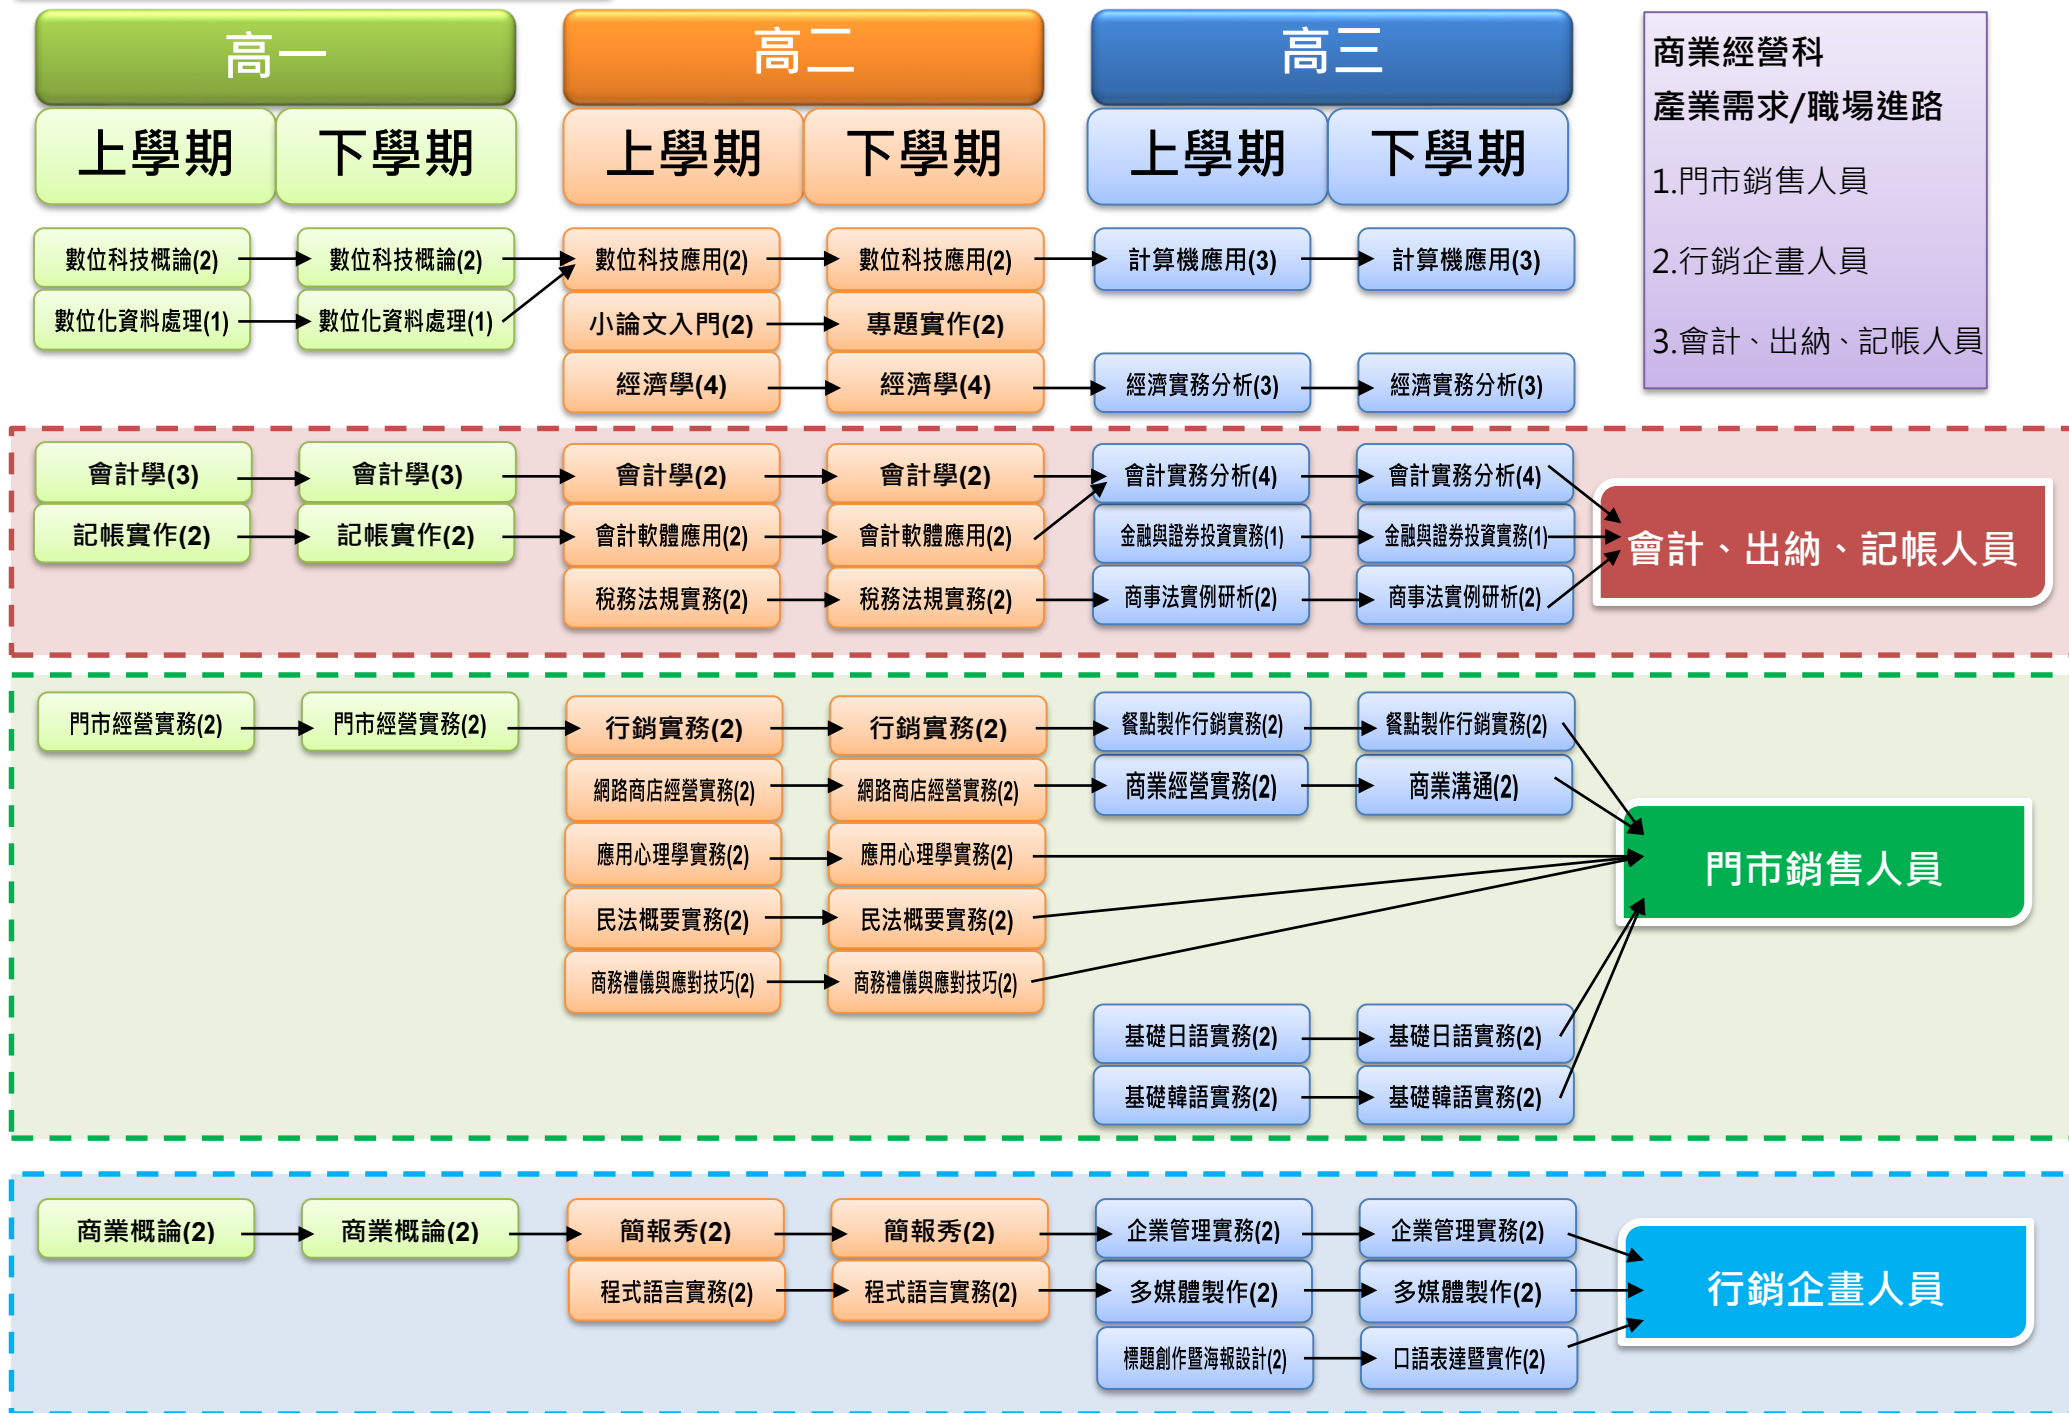 高一
高二
高三
上學期
下學期
上學期
下學期
上學期
下學期
商業經營科
產業需求/職場進路
1.門市銷售人員
2.行銷企畫人員
3.會計、出納、記帳人員
數位科技概論(2)
數位科技概論(2)
數位科技應用(2)
數位科技應用(2)
計算機應用(3)
計算機應用(3)
數位化資料處理(1)
數位化資料處理(1)
小論文入門(2)
專題實作(2)
經濟學(4)
經濟學(4)
經濟實務分析(3)
經濟實務分析(3)
會計學(3)
會計學(3)
會計學(2)
會計學(2)
會計實務分析(4)
會計實務分析(4)
記帳實作(2)
記帳實作(2)
會計軟體應用(2)
會計軟體應用(2)
金融與證券投資實務(1)
金融與證券投資實務(1)
稅務法規實務(2)
稅務法規實務(2)
商事法實例研析(2)
商事法實例研析(2)
會計、出納、記帳人員
門市經營實務(2)
門市經營實務(2)
行銷實務(2)
行銷實務(2)
餐點製作行銷實務(2)
餐點製作行銷實務(2)
網路商店經營實務(2)
網路商店經營實務(2)
商業經營實務(2)
商業溝通(2)
應用心理學實務(2)
應用心理學實務(2)
民法概要實務(2)
民法概要實務(2)
商務禮儀與應對技巧(2)
商務禮儀與應對技巧(2)
基礎日語實務(2)
基礎日語實務(2)
基礎韓語實務(2)
基礎韓語實務(2)
門市銷售人員
商業概論(2)
商業概論(2)
簡報秀(2)
簡報秀(2)
企業管理實務(2)
企業管理實務(2)
程式語言實務(2)
程式語言實務(2)
多媒體製作(2)
多媒體製作(2)
標題創作暨海報設計(2)
口語表達暨實作(2)
行銷企畫人員